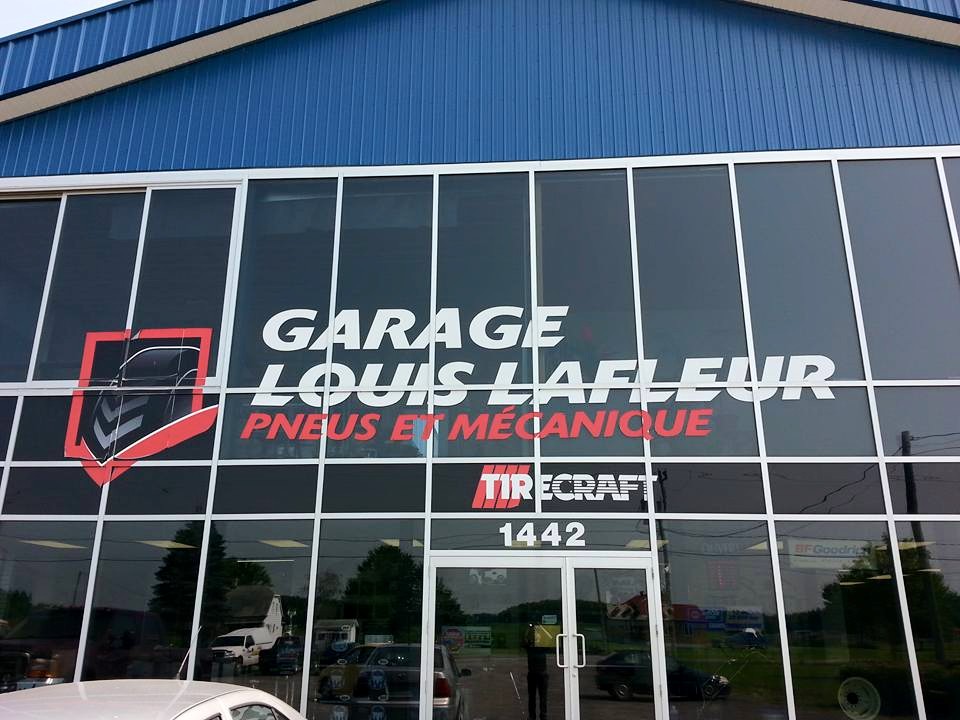 GARAGE
LOUIS LAFLEUR
PNEUS ET MÉCANIQUE
TIRECRAFT
1442
BFGoodrich